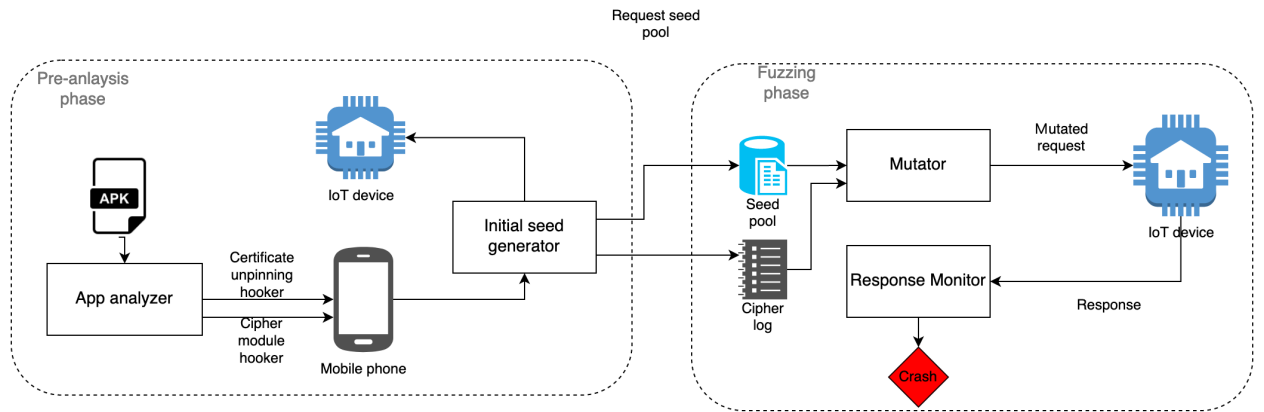 Request seed
pool
Pre-anlaysis
phase
APK
App analyzer
Certificate
unpinning
hooker
Cipher
module
hooker
Mobile phone
IoT device
Initial seed
generator
Fuzzing
phase
Seed
pool
Cipher
log
Mutator
Mutated
request
IoT device
Response Monitor
Response
Crash